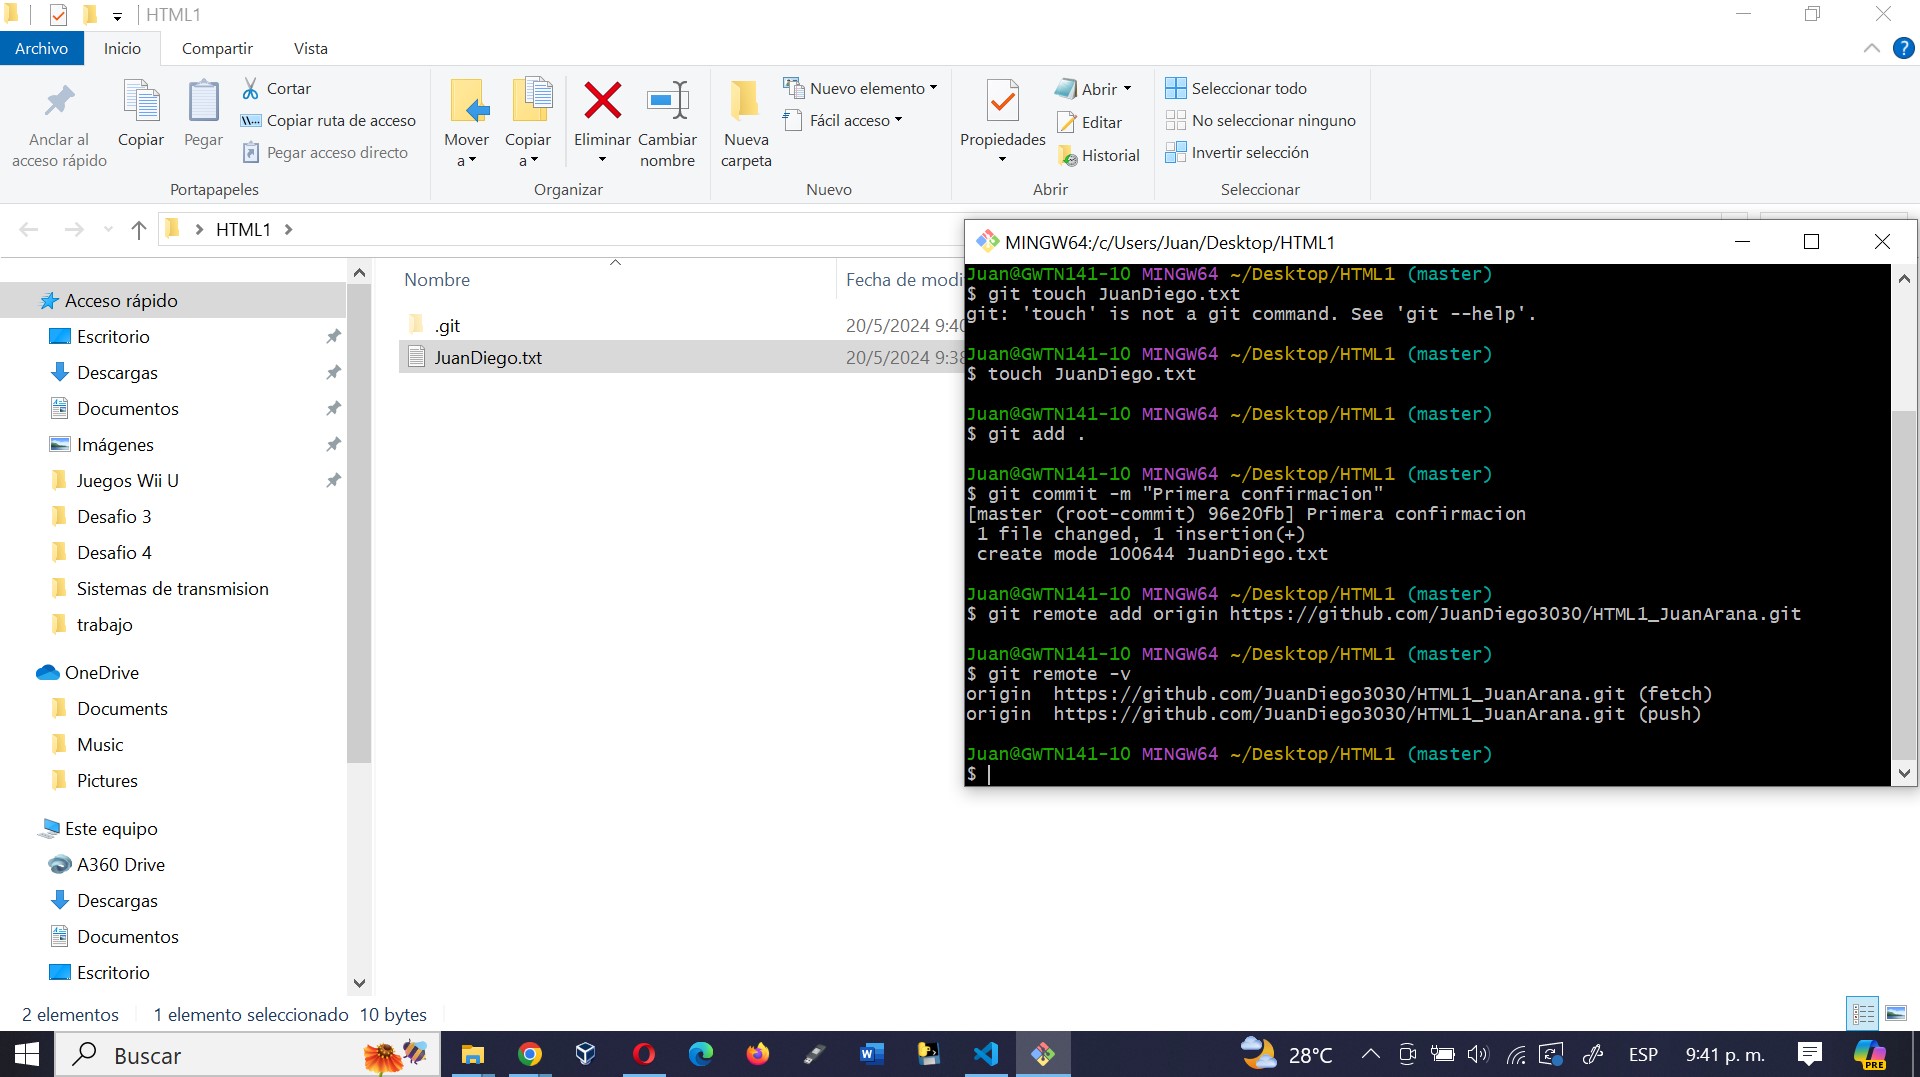 HTML1
Archivo
Inicio
Compartir
Vista
Anclar al
acceso rápido
Copiar
Pegar
Cortar
Copiar ruta de acceso
Pegar acceso directo
Portapapeles
Mover
a
Copiar
a
Eliminar
Cambiar
nombre
Organizar
Nueva
carpeta
Nuevo elemento
Fácil acceso
Nuevo
Propiedades
Abrir
Editar
Historial
Abrir
Seleccionar todo
No seleccionar ninguno
Invertir selección
Seleccionar
HTML1
Nombre
Fecha de modi
.git
20/5/2024 9:40
JuanDiego.txt
20/5/2024 9:38
Acceso rápido
Escritorio
Descargas
Documentos
Imágenes
Juegos Wii U
Desafio 3
Desafio 4
Sistemas de transmision
trabajo
OneDrive
Documents
Music
Pictures
Este equipo
A360 Drive
Descargas
Documentos
Escritorio
MINGW64:/c/Users/Juan/Desktop/HTML1
Juan@GWTN141-10 MINGW64 ~/Desktop/HTML1 (master)
$ git touch JuanDiego.txt
git: 'touch' is not a git command. See 'git --help'.
Juan@GWTN141-10 MINGW64 ~/Desktop/HTML1 (master)
$ touch JuanDiego.txt
Juan@GWTN141-10 MINGW64 ~/Desktop/HTML1 (master)
$ git add .
Juan@GWTN141-10 MINGW64 ~/Desktop/HTML1 (master)
$ git commit -m "Primera confirmacion"
[master (root-commit) 96e20fb] Primera confirmacion
1 file changed, 1 insertion(+)
create mode 100644 JuanDiego.txt
Juan@GWTN141-10 MINGW64 ~/Desktop/HTML1 (master)
$ git remote add origin https://github.com/JuanDiego3030/HTML1_JuanArana.git
Juan@GWTN141-10 MINGW64 ~/Desktop/HTML1 (master)
$ git remote -v
origin https://github.com/JuanDiego3030/HTML1_JuanArana.git (fetch)
origin https://github.com/JuanDiego3030/HTML1_JuanArana.git (push)
Juan@GWTN141-10 MINGW64 ~/Desktop/HTML1 (master)
$
2 elementos
1 elemento seleccionado 10 bytes
Buscar
28°C
ESP
9:41 p. m.
PRE